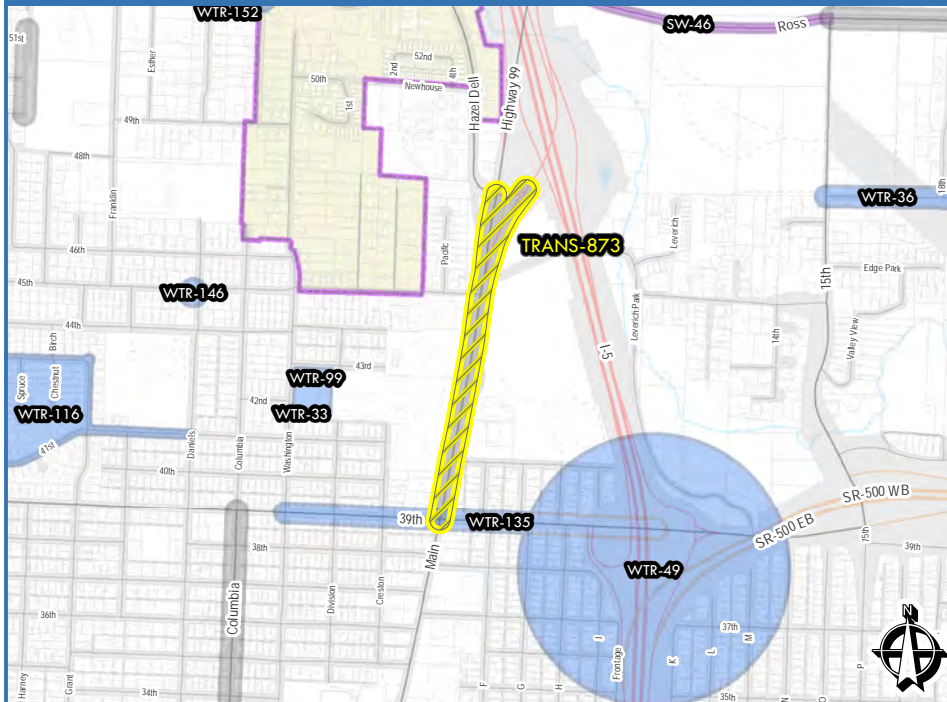 WTR-152
SW-46
Ross
51st
Esther
52nd
2nd
4th
50th
1st
Newhouse
Hazel Dell
Highway 99
49th
48th
Franklin
WTR-36
18th
46th
Pacific
TRANS-873
Leverich
15th
Edge Park
45th
WTR-146
44th
Leverich Park
14th
Valley View
I-5
Birch
Spruce
Chestnut
43rd
WTR-99
42nd
WTR-33
WTR-116
41st
Daniels
Columbia
Washington
40th
39th
WTR-135
SR-500 WB
SR-500 EB
15th
39th
38th
Main
Creston
Division
Columbia
WTR-49
36th
37th
I
K
L
M
Frontage
N
Harney
Grant
34th
F
G
H
35th
N
O
P